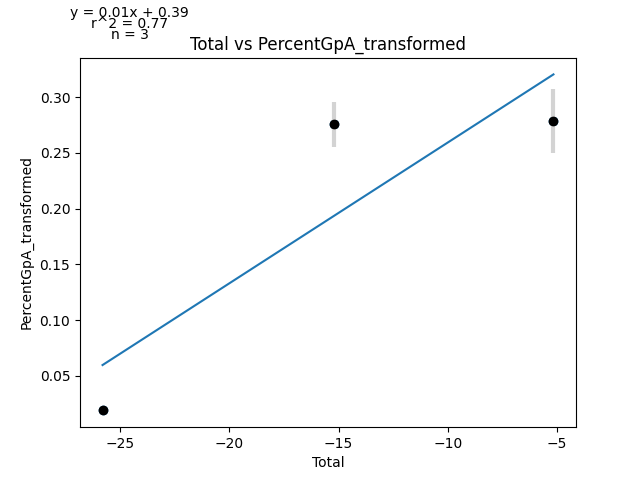 y = 0.01x + 0.39
r^2 = 0.77
n = 3
Total vs PercentGpA_transformed
PercentGpA_transformed
0.30
0.25
0.20
0.15
0.10
0.05
−25
−20
−15
−10
−5
Total